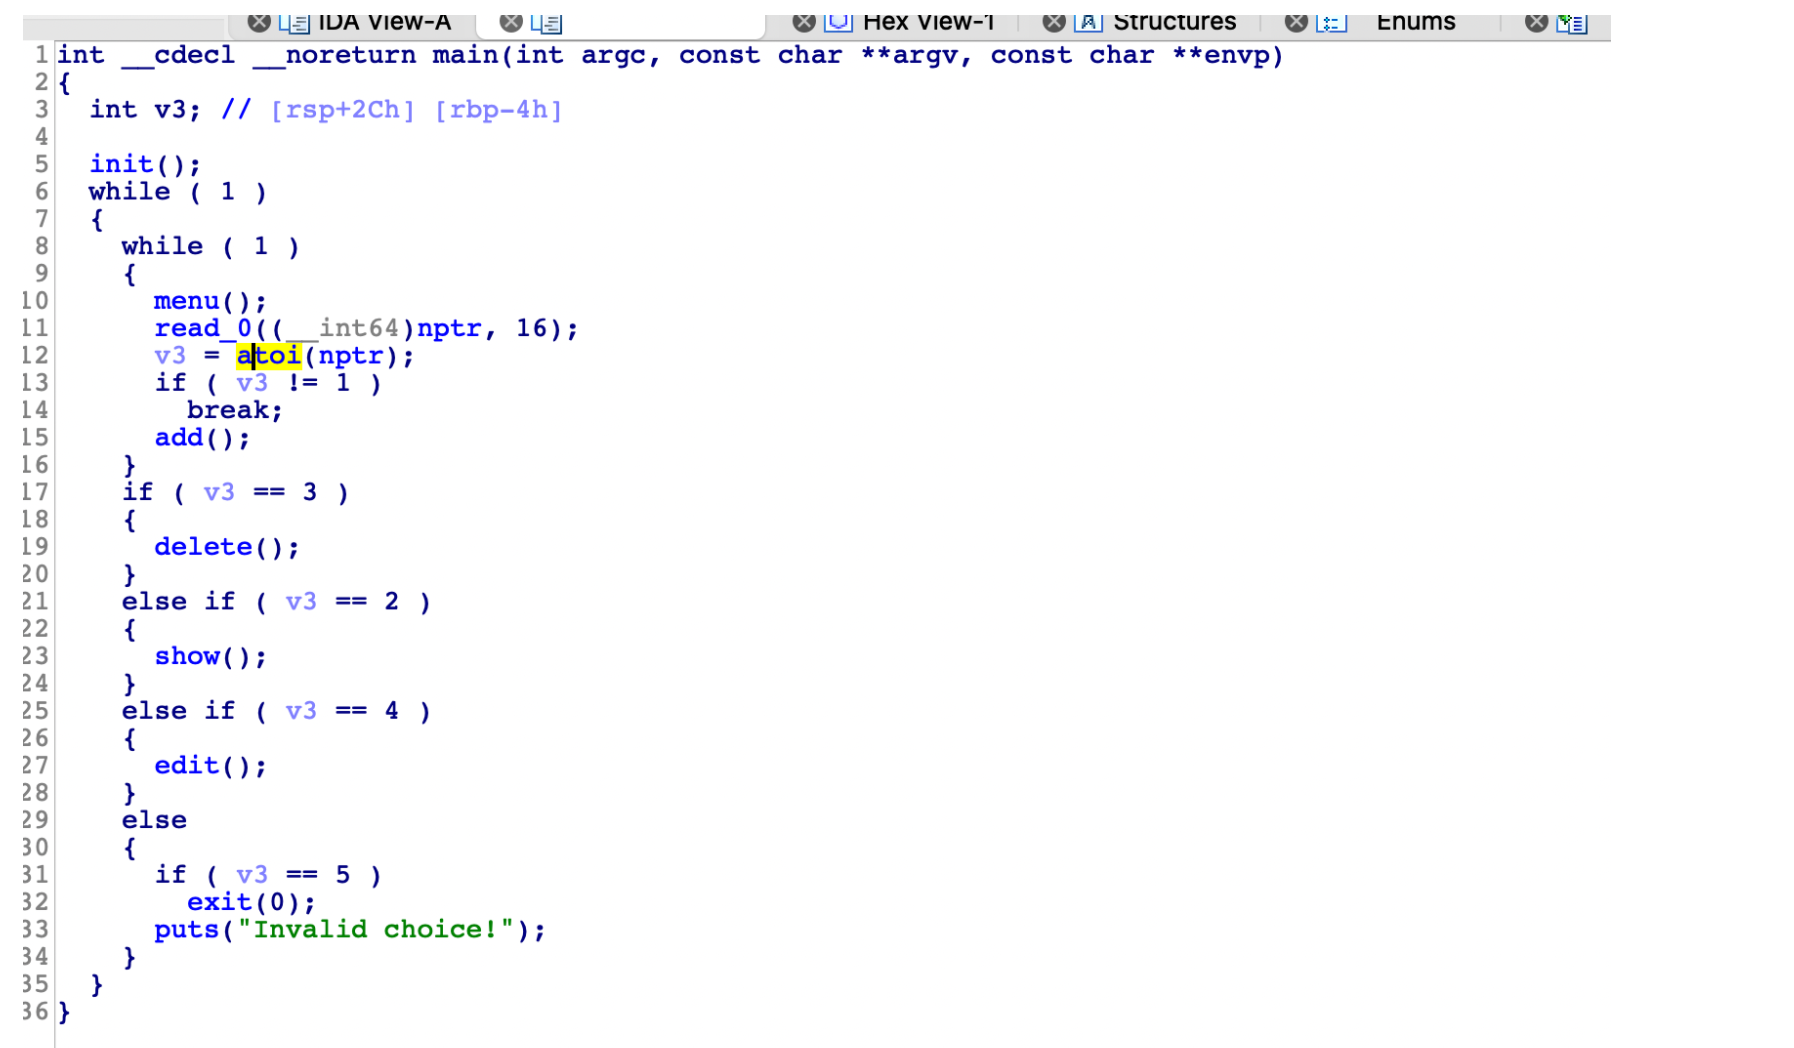 IDA View-A Hex View-1 Structures Enums
1 int __cdecl __noreturn main(int argc, const char **argv, const char **envp)
2 {
3 int v3; // [rsp+2Ch] [rbp-4h]
4
5 init();
6 while ( 1 )
7 {
8 while ( 1 )
9 {
10 menu();
11 read_0((__int64)nptr, 16);
12 v3 = atoi(nptr);
13 if ( v3 != 1 )
14 break;
15 add();
16 }
17 if ( v3 == 3 )
18 {
19 delete();
20 }
21 else if ( v3 == 2 )
22 {
23 show();
24 }
25 else if ( v3 == 4 )
26 {
27 edit();
28 }
29 else
30 {
31 if ( v3 == 5 )
32 exit(0);
33 puts("Invalid choice!");
34 }
35 }
36 }